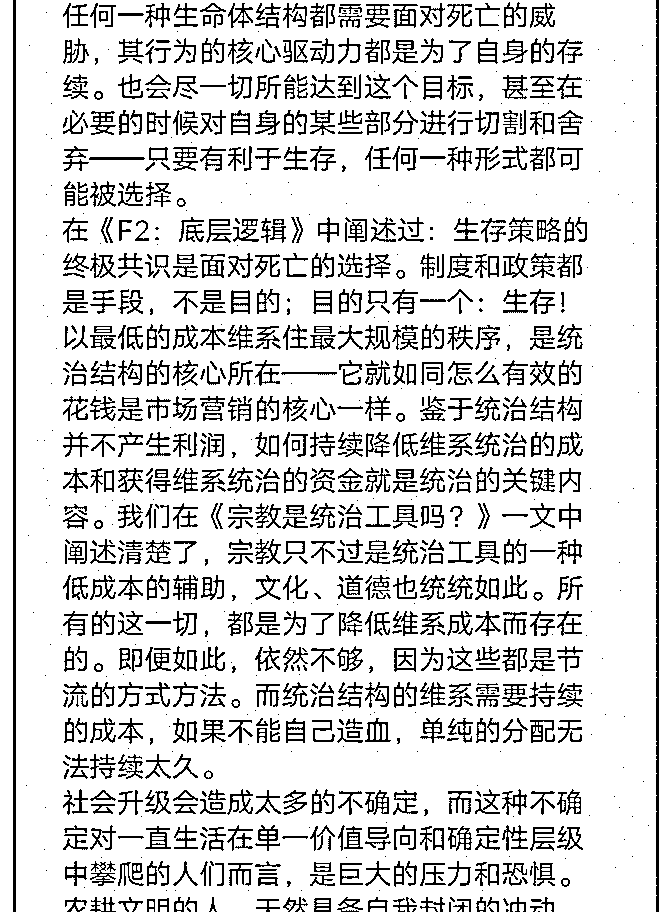 任何一种生命体结构都需要面对死亡的威
胁，其行为的核心驱动力都是为了自身的存
续。也会尽一切所能达到这个目标，甚至在
必要的时候对自身的某些部分进行切割和舍
弃——只要有利于生存，任何一种形式都可
能被选择。
在《F2：底层逻辑》中阐述过：生存策略的
终极共识是面对死亡的选择。制度和政策都
是手段，不是目的；目的只有一个：生存！
以最低的成本维系住最大规模的秩序，是统
治结构的核心所在——它就如同怎么有效的
花钱是市场营销的核心一样。鉴于统治结构
并不产生利润，如何持续降低维系统治的成
本和获得维系统治的资金就是统治的关键内
容。我们在《宗教是统治工具吗？》一文中
阐述清楚了，宗教只不过是统治工具的一种
低成本的辅助，文化、道德也统统如此。所
有的这一切，都是为了降低维系成本而存在
的。即便如此，依然不够，因为这些都是节
流的方式方法。而统治结构的维系需要持续
的成本，如果不能自己造血，单纯的分配无
法持续太久。
社会升级会造成太多的不确定，而这种不确
定对一直生活在单一价值导向和确定性层级
中攀爬的人们而言，是巨大的压力和恐惧。
农耕文明的人，天然具备自我封闭的冲动，